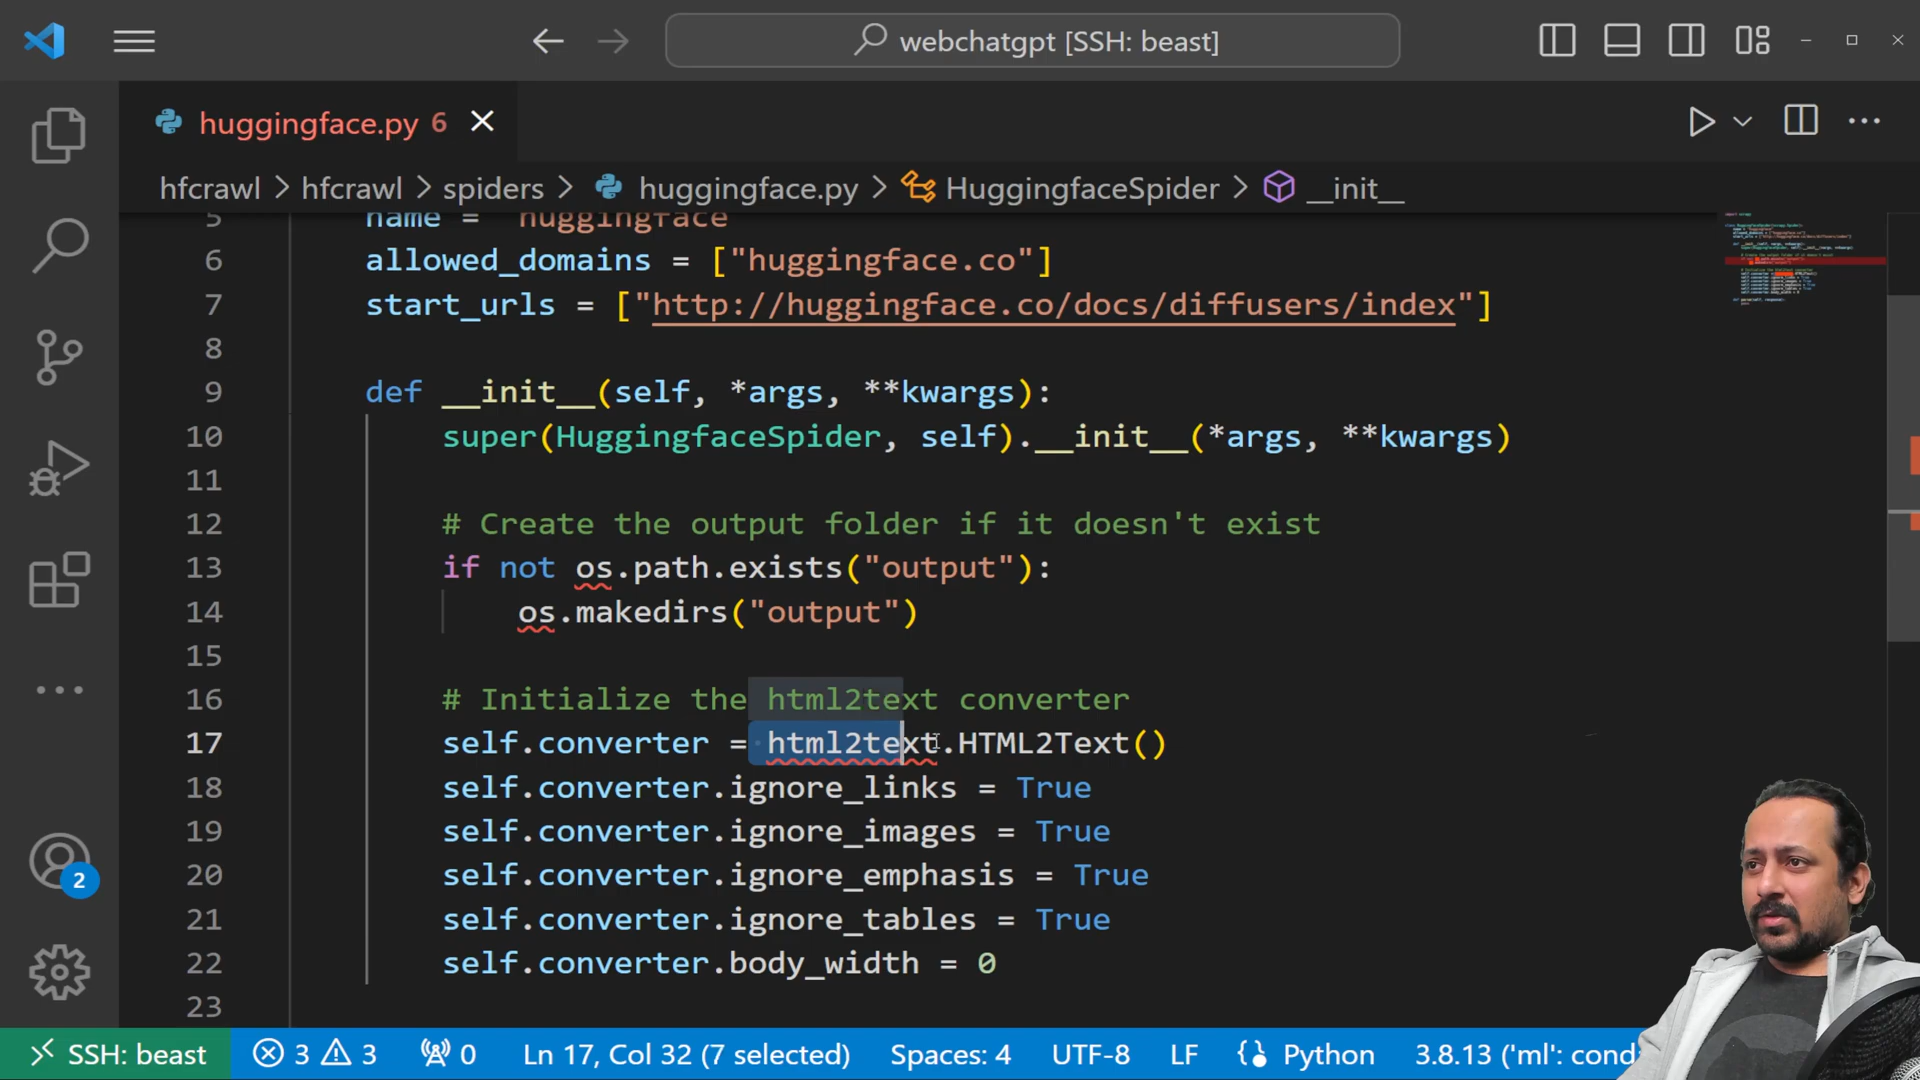 webchatgpt [SSH: beast]
huggingface.py 6
hfcrawl > hfcrawl > spiders > huggingface.py > HuggingfaceSpider > __init__
5 name = "huggingface"
6 allowed_domains = ["huggingface.co"]
7 start_urls = ["http://huggingface.co/docs/diffusers/index"]
8
9 def __init__(self, *args, **kwargs):
10 super(HuggingfaceSpider, self).__init__(*args, **kwargs)
11
12 # Create the output folder if it doesn't exist
13 if not os.path.exists("output"):
14 os.makedirs("output")
15
16 # Initialize the html2text converter
17 self.converter = html2text.HTML2Text()
18 self.converter.ignore_links = True
19 self.converter.ignore_images = True
20 self.converter.ignore_emphasis = True
21 self.converter.ignore_tables = True
22 self.converter.body_width = 0
23
2
SSH: beast 3 3 0 Ln 17, Col 32 (7 selected) Spaces: 4 UTF-8 LF Python 3.8.13 ('ml': cond